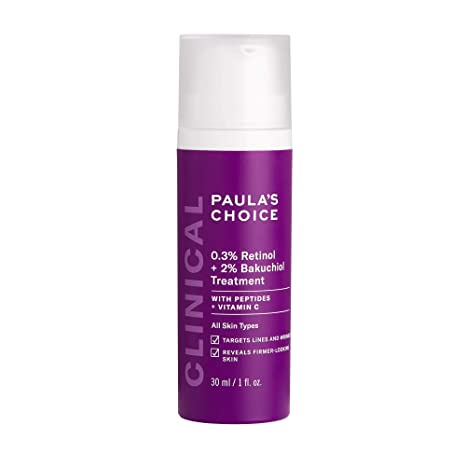 CLINICAL
PAULA'S
CHOICE
0.3% Retinol
+ 2% Bakuchiol
Treatment
WITH PEPTIDES
+ VITAMIN C
All Skin Types
TARGETS LINES AND
REVEALS FIRMER-LOOKING
SKIN
30 ml / 1 fl. oz.